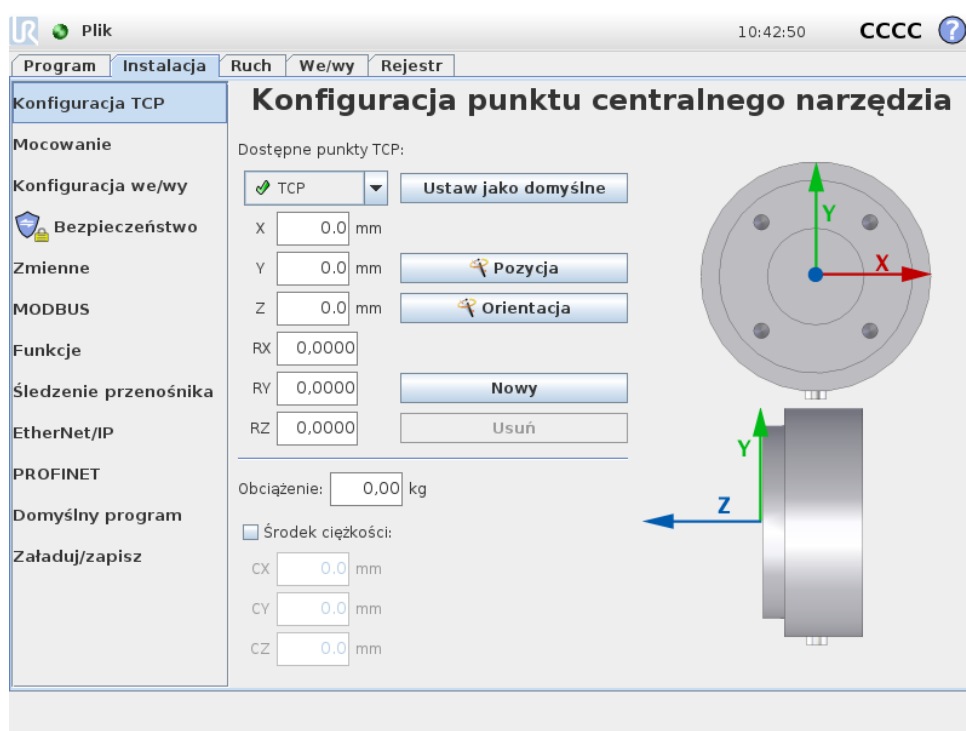 UR Plik 10:42:50 CCCC ?
Program Instalacja Ruch We/wy Rejestr
Konfiguracja TCP
Mocowanie
Konfiguracja we/wy
Bezpieczeństwo
Zmienne
MODBUS
Funkcje
Śledzenie przenośnika
EtherNet/IP
PROFINET
Domyślny program
Załaduj/zapisz
Konfiguracja punktu centralnego narzędzia
Dostępne punkty TCP:
TCP Ustaw jako domyślne
X 0.0 mm
Y 0.0 mm Pozycja
Z 0.0 mm Orientacja
RX 0,0000
RY 0,0000 Nowy
RZ 0,0000 Usuń
Obciążenie: 0,00 kg
Środek ciężkości:
CX 0.0 mm
CY 0.0 mm
CZ 0.0 mm
Y
X
Y
Z